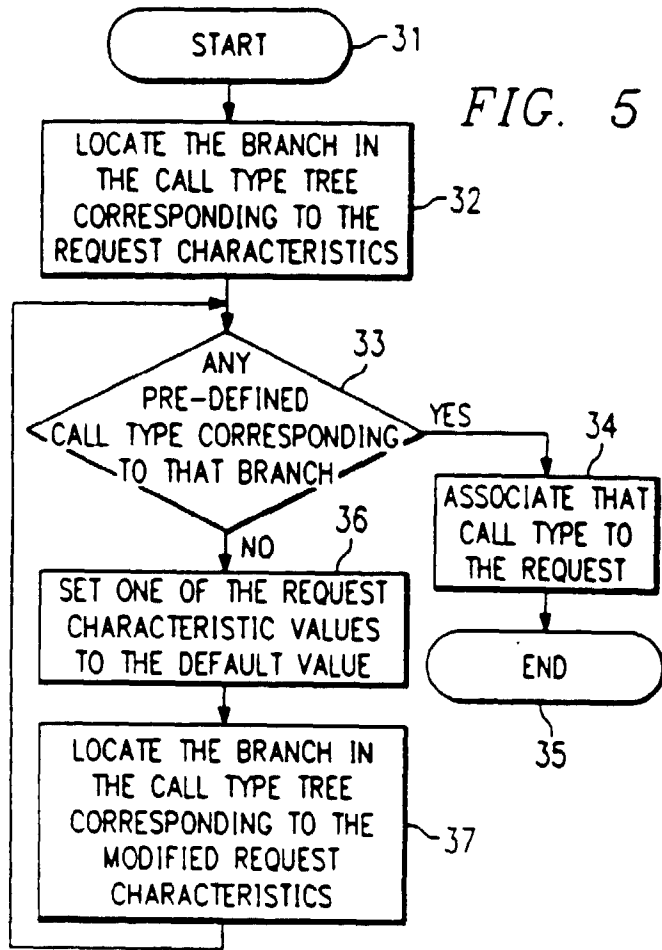 START
31
FIG. 5
LOCATE THE BRANCH IN
THE CALL TYPE TREE
CORRESPONDING TO THE
REQUEST CHARACTERISTICS
32
ANY
PRE-DEFINED
CALL TYPE CORRESPONDING
TO THAT BRANCH
33
YES
34
ASSOCIATE THAT
CALL TYPE TO
THE REQUEST
END
35
NO
36
SET ONE OF THE REQUEST
CHARACTERISTIC VALUES
TO THE DEFAULT VALUE
LOCATE THE BRANCH IN
THE CALL TYPE TREE
CORRESPONDING TO THE
MODIFIED REQUEST
CHARACTERISTICS
37